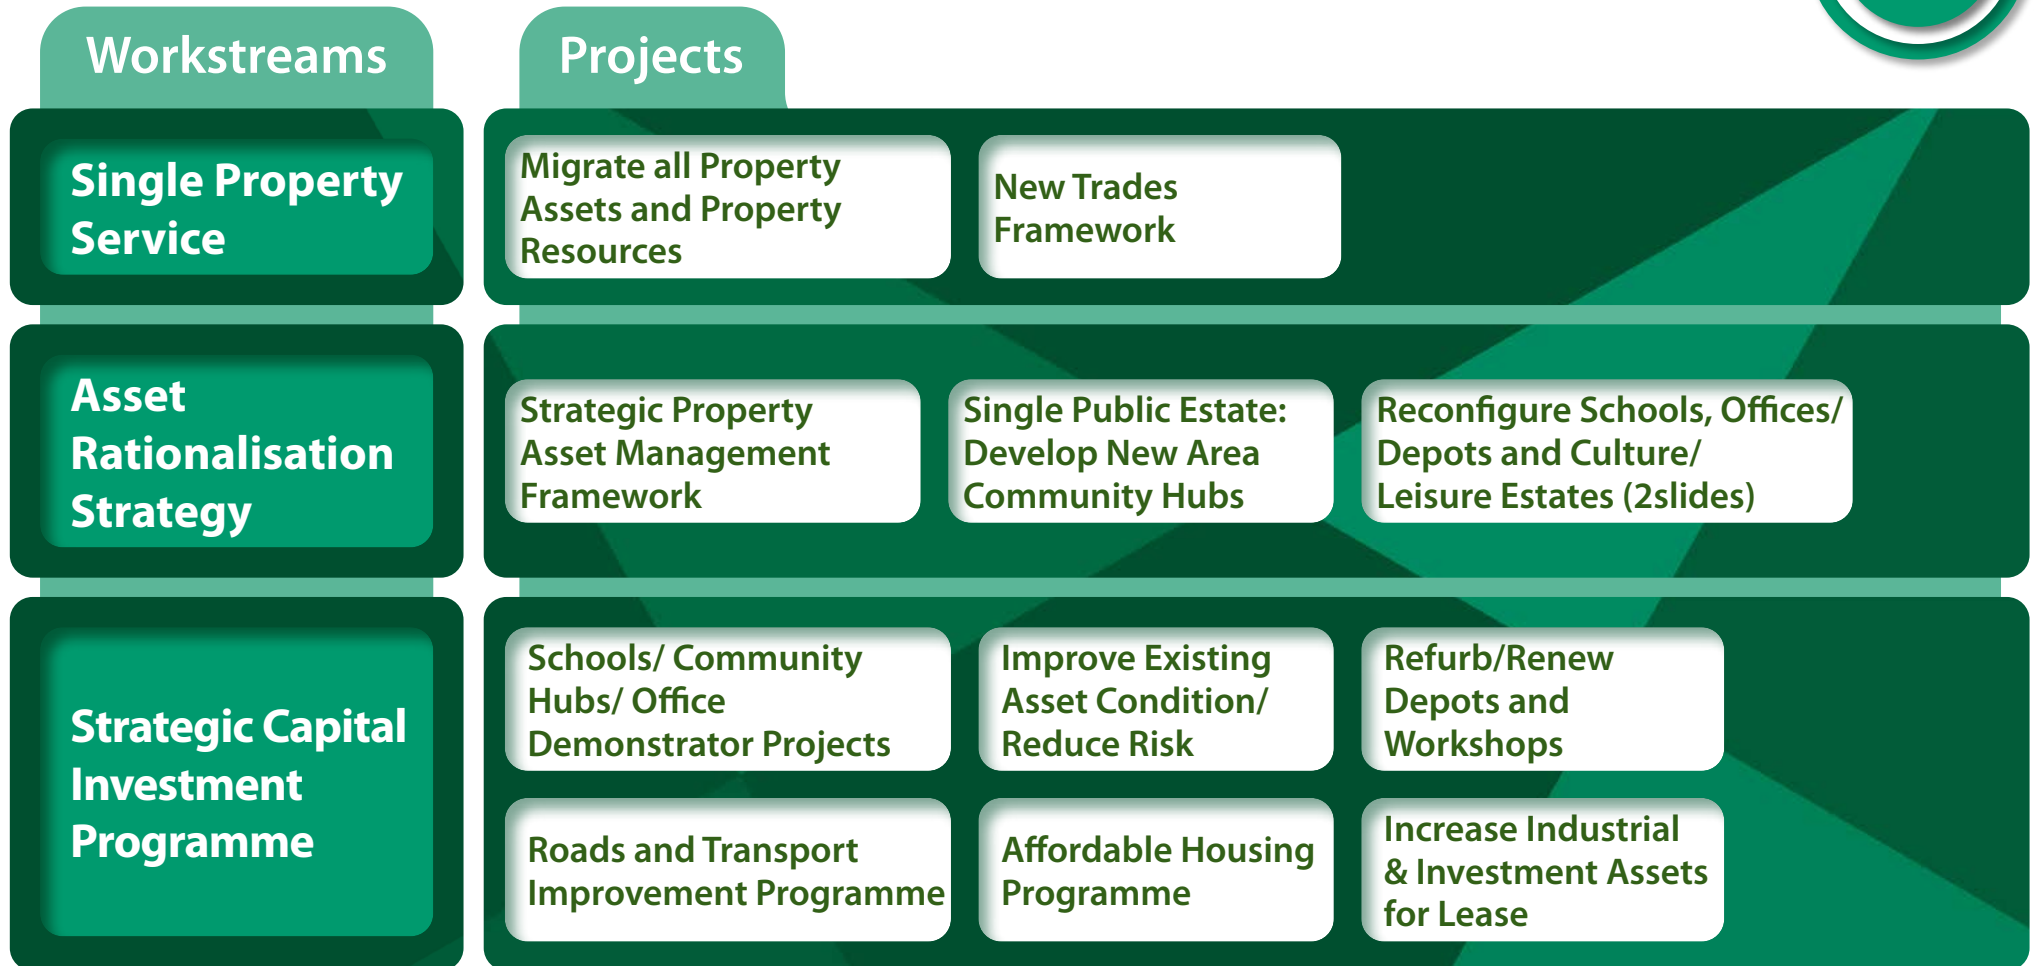 Workstreams
Projects
Single Property
Service
Migrate all Property
Assets and Property
Resources
New Trades
Framework
Asset
Rationalisation
Strategy
Strategic Property
Asset Management
Framework
Single Public Estate:
Develop New Area
Community Hubs
Reconfigure Schools, Offices/
Depots and Culture/
Leisure Estates (2slides)
Strategic Capital
Investment
Programme
Schools/ Community
Hubs/ Office
Demonstrator Projects
Improve Existing
Asset Condition/
Reduce Risk
Refurb/Renew
Depots and
Workshops
Roads and Transport
Improvement Programme
Affordable Housing
Programme
Increase Industrial
& Investment Assets
for Lease